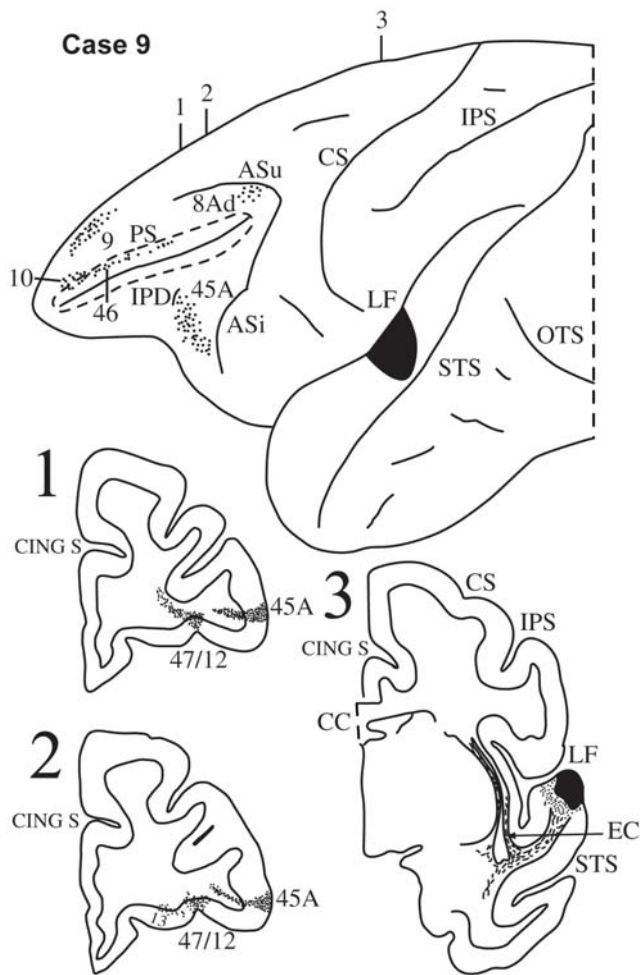 Case 9
3
1 2
IPS
CS
ASu
8Ad
9 PS
10
46
IPD 45A
ASi
LF
STS
OTS
1
CING S
45A
47/12
3
CS
IPS
CING S
CC
LF
EC
STS
2
CING S
45A
13
47/12